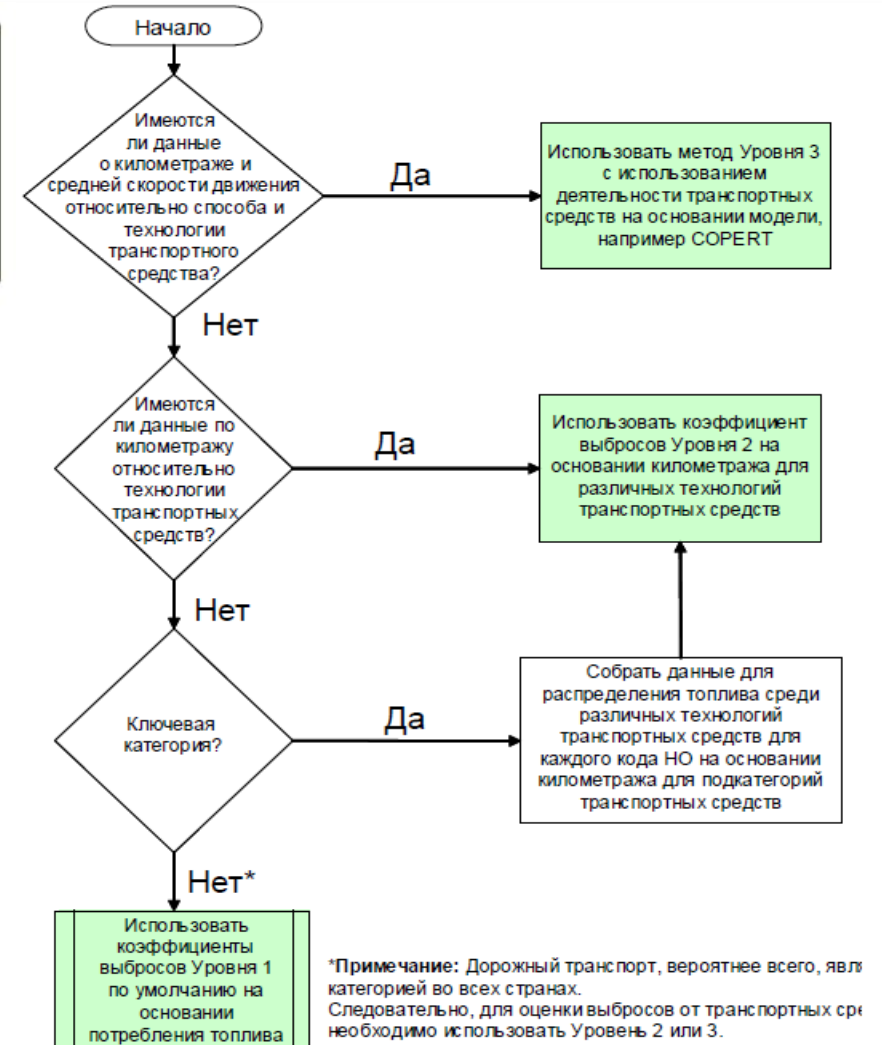 Начало
Имеются
ли данные
о километраже и
средней скорости движения
относительно способа и
технологии
транспортного
средства?
Да
Использовать метод Уровня 3
с использованием
деятельности транспортных
средств на основании модели,
например COPERT
Нет
Имеются
ли данные по
километражу
относительно
технологии
транспортных
средств?
Да
Использовать коэффициент
выбросов Уровня 2 на
основании километража для
различных технологий
транспортных средств
Нет
Ключевая
категория?
Да
Собрать данные для
распределения топлива среди
различных технологий
транспортных средств для
каждого кода НО на основании
километража для подкатегорий
транспортных средств
Нет*
Использовать
коэффициенты
выбросов Уровня 1
по умолчанию на
основании
потребления топлива
*Примечание: Дорожный транспорт, вероятнее всего,
категорией во всех странах.
Следовательно, для оценки выбросов от транспортных
необходимо использовать Уровень 2 или 3.